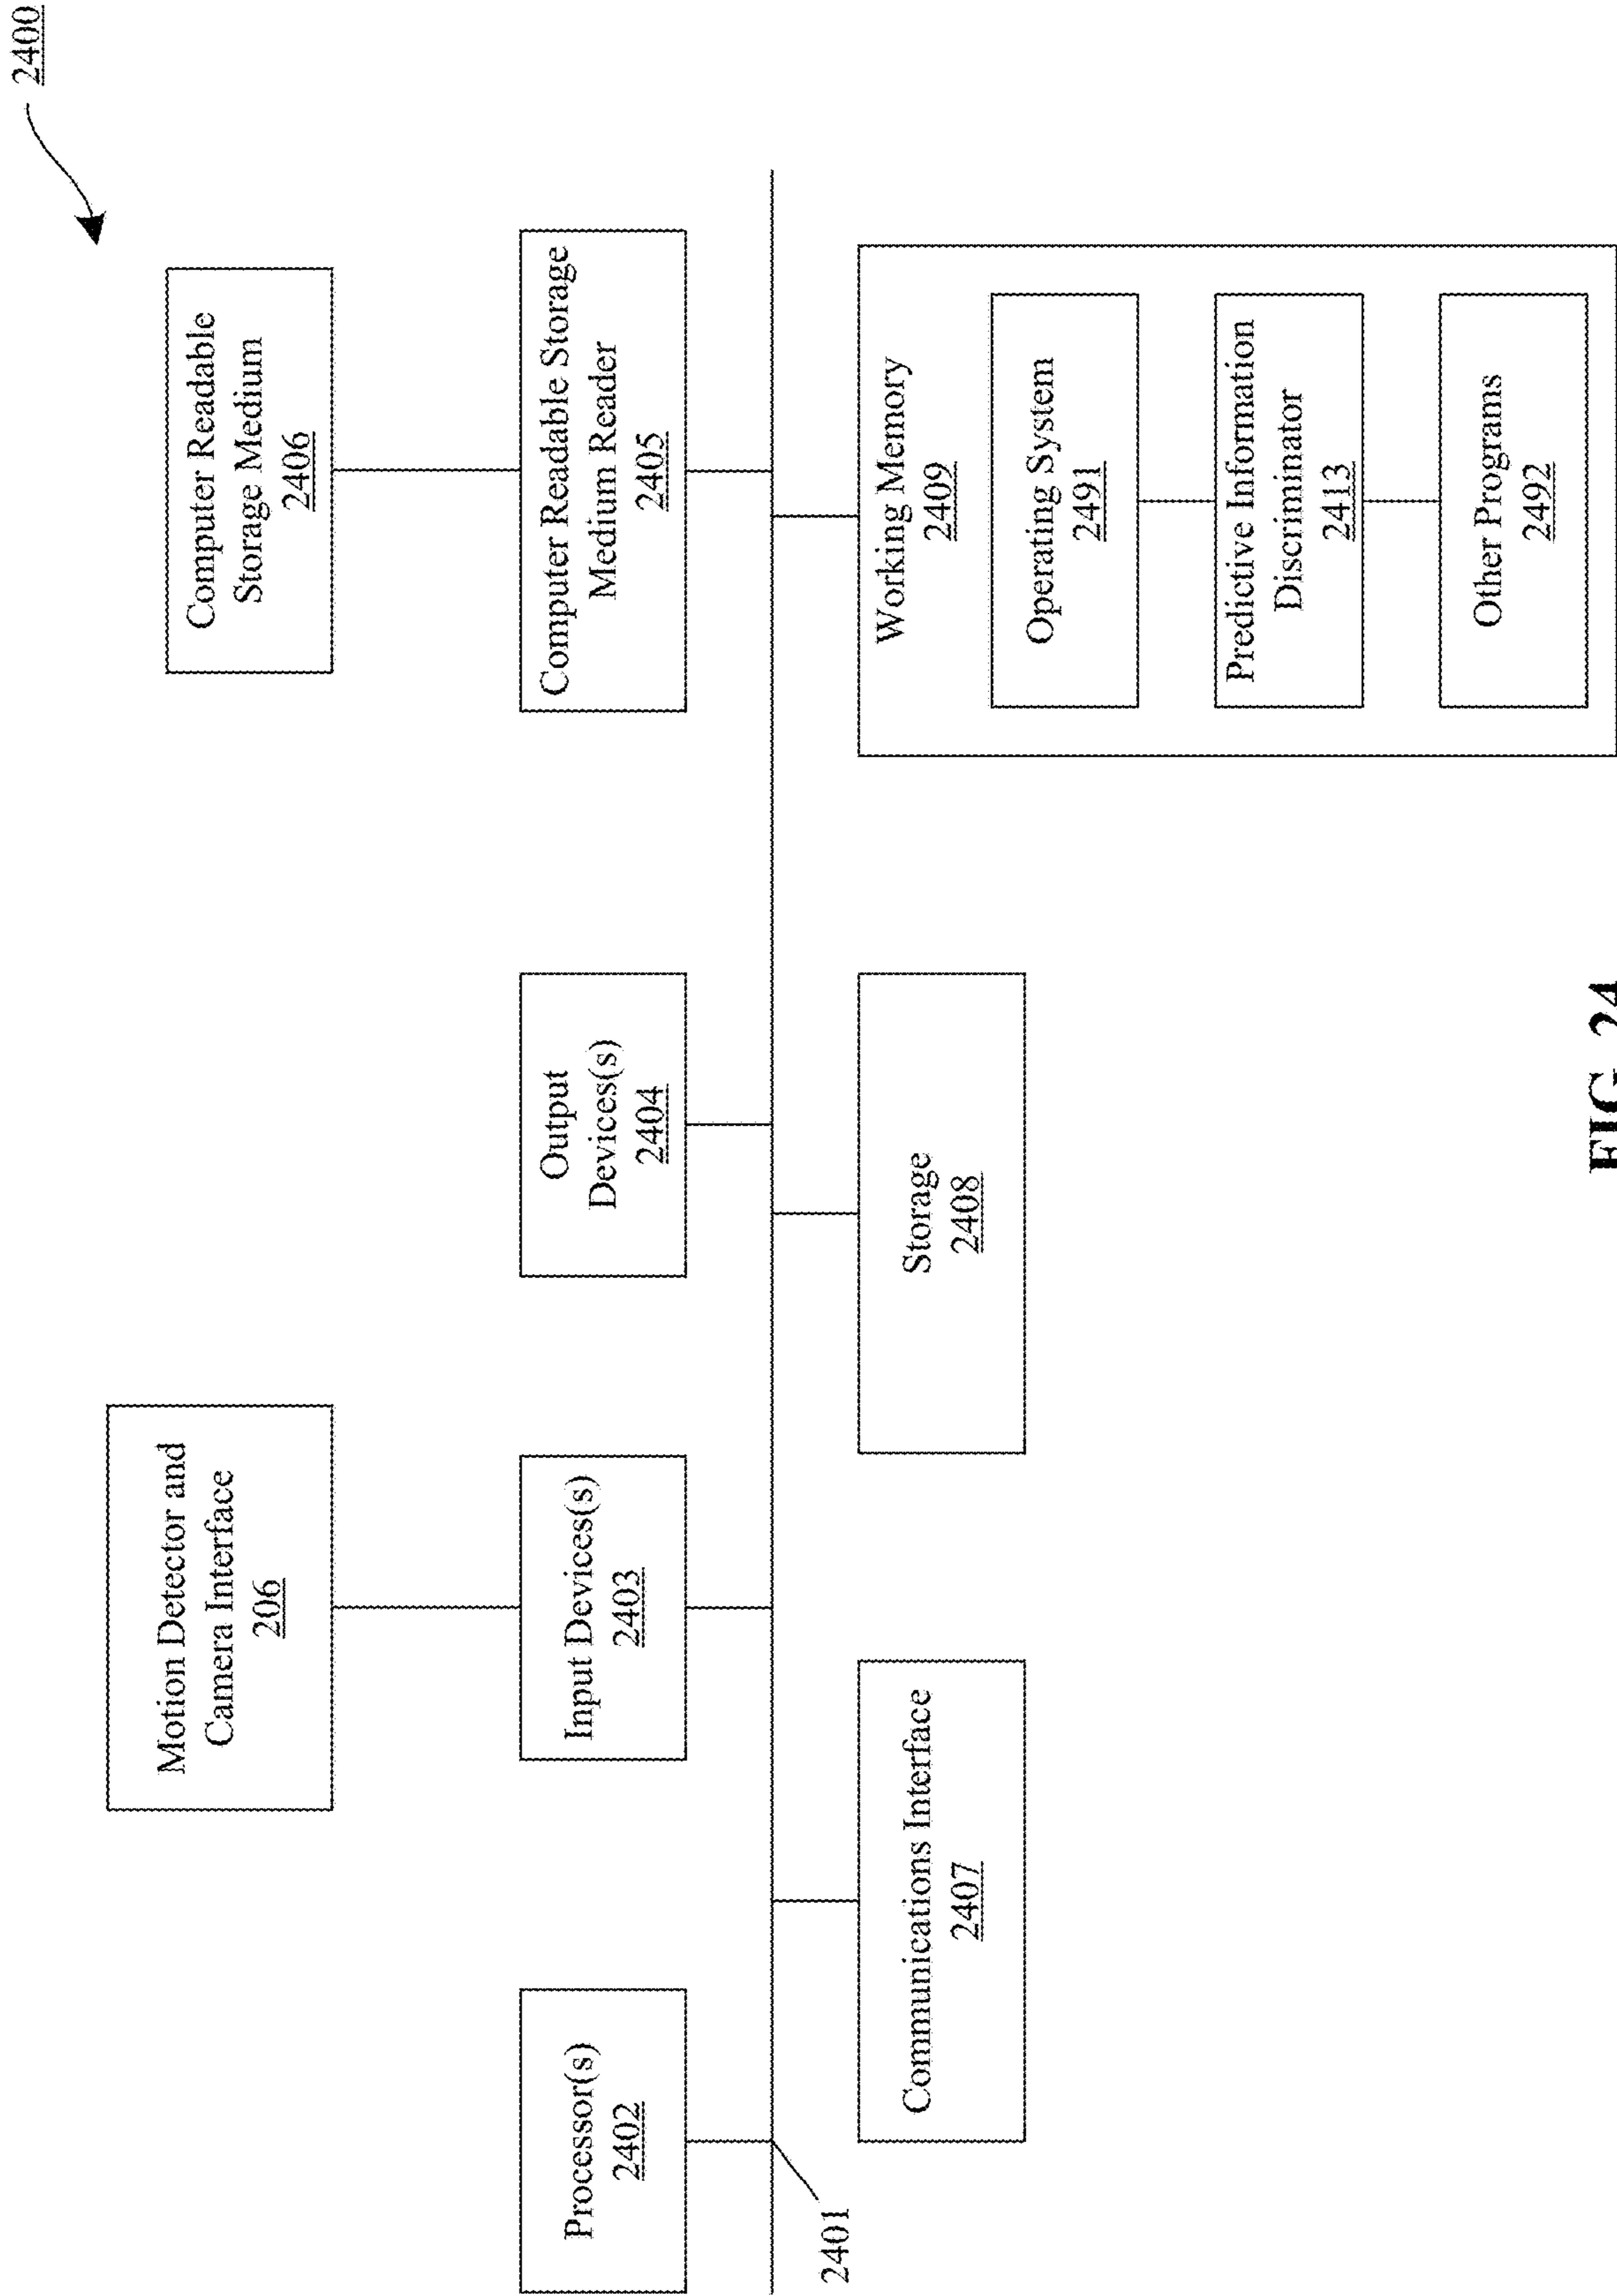 2400
Motion Detector and
Camera Interface
206
Computer Readable
Storage Medium
2406
Processor(s)
2402
Input Devices(s)
2403
Output
Devices(s)
2404
Computer Readable Storage
Medium Reader
2405
2401
Communications Interface
2407
Storage
2408
Working Memory
2409
Operating System
2491
Predictive Information
Discriminator
2413
Other Programs
2492
FIG. 24